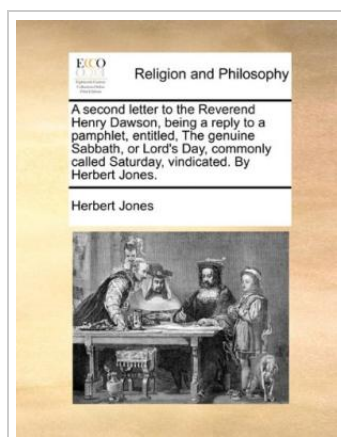 ECCO
Religion and Philosophy
A second letter to the Reverend
Henry Dawson, being a reply to a
pamphlet, entitled, The genuine
Sabbath, or Lord's Day, commonly
called Saturday, vindicated. By
Herbert Jones.
Herbert Jones